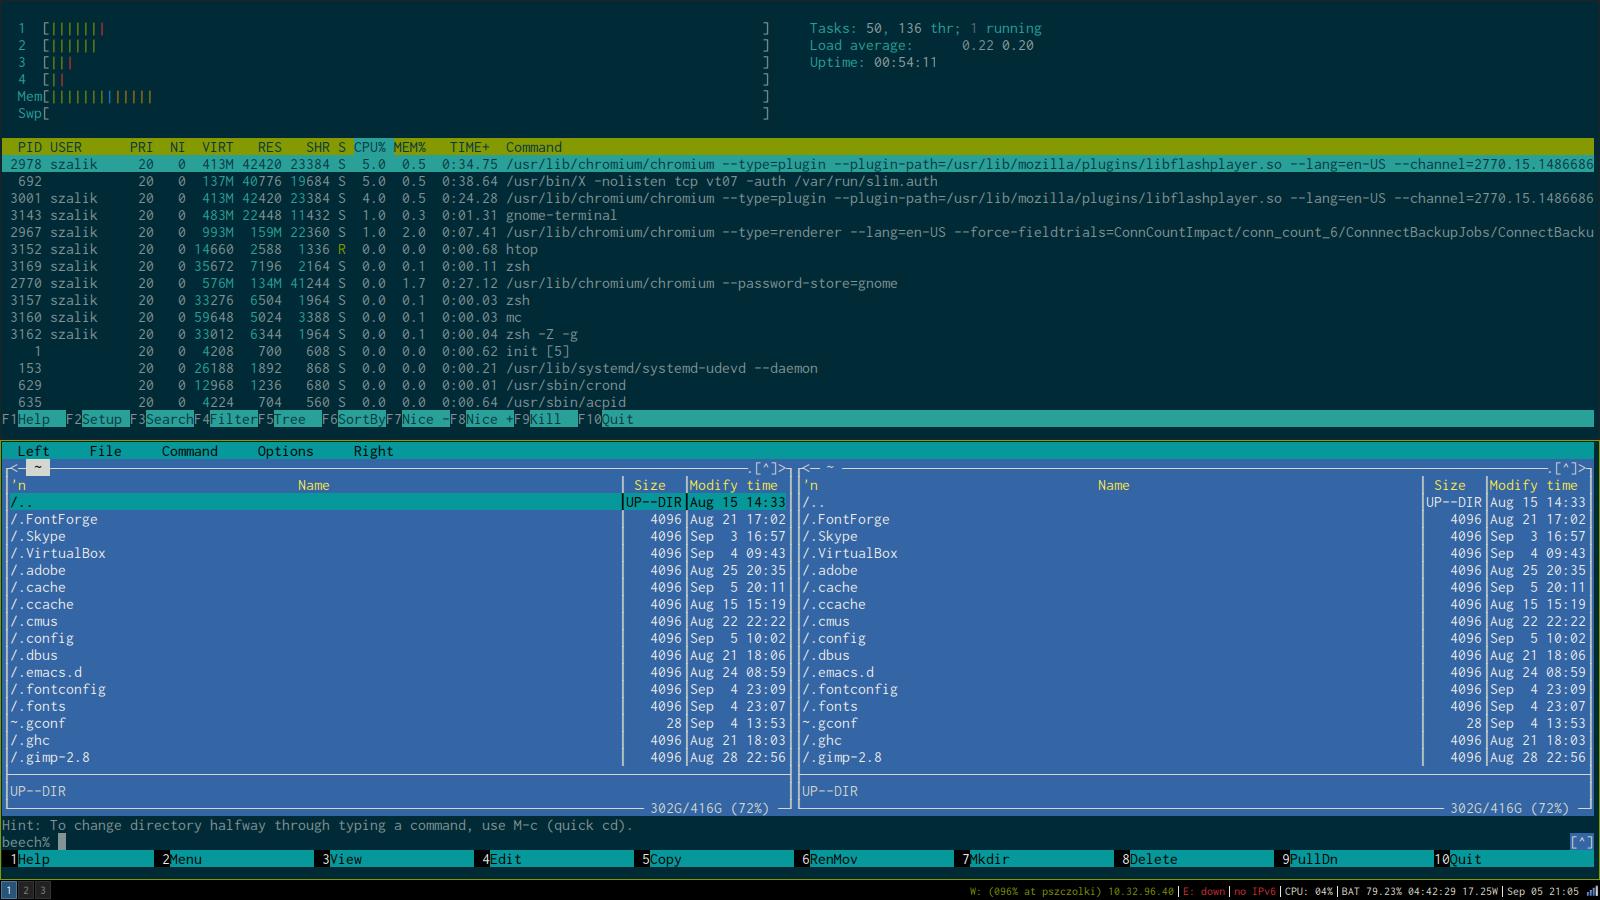 1 [||||||| ] Tasks: 50, 136 thr; 1 running
2 [|||||| ] Load average: 0.22 0.20
3 [||| ] Uptime: 00:54:11
4 [|| ]
Mem[||||||||||||| ]
Swp[ ]
PID USER PRI NI VIRT RES SHR S CPU% MEM% TIME+ Command
2978 szalik 20 0 413M 42420 23384 S 5.0 0.5 0:34.75 /usr/lib/chromium/chromium --type=plugin --plugin-path=/usr/lib/mozilla/plugins/libflashplayer.so --lang=en-US --channel=2770.15.1486686
692 20 0 137M 40776 19684 S 5.0 0.5 0:38.64 /usr/bin/X -nolisten tcp vt07 -auth /var/run/slim.auth
3001 szalik 20 0 413M 42420 23384 S 4.0 0.5 0:24.28 /usr/lib/chromium/chromium --type=plugin --plugin-path=/usr/lib/mozilla/plugins/libflashplayer.so --lang=en-US --channel=2770.15.1486686
3143 szalik 20 0 483M 22448 11432 S 1.0 0.3 0:01.31 gnome-terminal
2967 szalik 20 0 993M 159M 22360 S 1.0 2.0 0:07.41 /usr/lib/chromium/chromium --type=renderer --lang=en-US --force-fieldtrials=ConnCountImpact/conn_count_6/ConnnectBackupJobs/ConnectBacku
3152 szalik 20 0 14660 2588 1336 R 0.0 0.0 0:00.68 htop
3169 szalik 20 0 35672 7196 2164 S 0.0 0.1 0:00.11 zsh
2770 szalik 20 0 576M 134M 41244 S 0.0 1.7 0:27.12 /usr/lib/chromium/chromium --password-store=gnome
3157 szalik 20 0 33276 6504 1964 S 0.0 0.1 0:00.03 zsh
3160 szalik 20 0 59648 5024 3388 S 0.0 0.1 0:00.03 mc
3162 szalik 20 0 33012 6344 1964 S 0.0 0.1 0:00.04 zsh -Z -g
1 20 0 4208 700 608 S 0.0 0.0 0:00.62 init [5]
153 20 0 26188 1892 868 S 0.0 0.0 0:00.21 /usr/lib/systemd/systemd-udevd --daemon
629 20 0 12968 1236 680 S 0.0 0.0 0:00.01 /usr/sbin/crond
635 20 0 4224 704 560 S 0.0 0.0 0:00.64 /usr/sbin/acpid
F1Help F2Setup F3SearchF4FilterF5Tree F6SortByF7Nice -F8Nice +F9Kill F10Quit
Left File Command Options Right
<─ ~ .[^]> <─ ~ .[^]>
'n Name Size Modify time 'n Name Size Modify time
/.. UP--DIR Aug 15 14:33 /.. UP--DIR Aug 15 14:33
/.FontForge 4096 Aug 21 17:02 /.FontForge 4096 Aug 21 17:02
/.Skype 4096 Sep 3 16:57 /.Skype 4096 Sep 3 16:57
/.VirtualBox 4096 Sep 4 09:43 /.VirtualBox 4096 Sep 4 09:43
/.adobe 4096 Aug 25 20:35 /.adobe 4096 Aug 25 20:35
/.cache 4096 Sep 5 20:11 /.cache 4096 Sep 5 20:11
/.ccache 4096 Aug 15 15:19 /.ccache 4096 Aug 15 15:19
/.cmus 4096 Aug 22 22:22 /.cmus 4096 Aug 22 22:22
/.config 4096 Sep 5 10:02 /.config 4096 Sep 5 10:02
/.dbus 4096 Aug 21 18:06 /.dbus 4096 Aug 21 18:06
/.emacs.d 4096 Aug 24 08:59 /.emacs.d 4096 Aug 24 08:59
/.fontconfig 4096 Sep 4 23:09 /.fontconfig 4096 Sep 4 23:09
/.fonts 4096 Sep 4 23:07 /.fonts 4096 Sep 4 23:07
~.gconf 28 Sep 4 13:53 ~.gconf 28 Sep 4 13:53
/.ghc 4096 Aug 21 18:03 /.ghc 4096 Aug 21 18:03
/.gimp-2.8 4096 Aug 28 22:56 /.gimp-2.8 4096 Aug 28 22:56
UP--DIR UP--DIR
302G/416G (72%) 302G/416G (72%)
Hint: To change directory halfway through typing a command, use M-c (quick cd).
beech% [^]
1Help 2Menu 3View 4Edit 5Copy 6RenMov 7Mkdir 8Delete 9PullDn 10Quit
1 2 3 W: (096% at pszczolki) 10.32.96.40|E: down|no IPv6|CPU: 04%|BAT 79.23% 04:42:29 17.25W|Sep 05 21:05